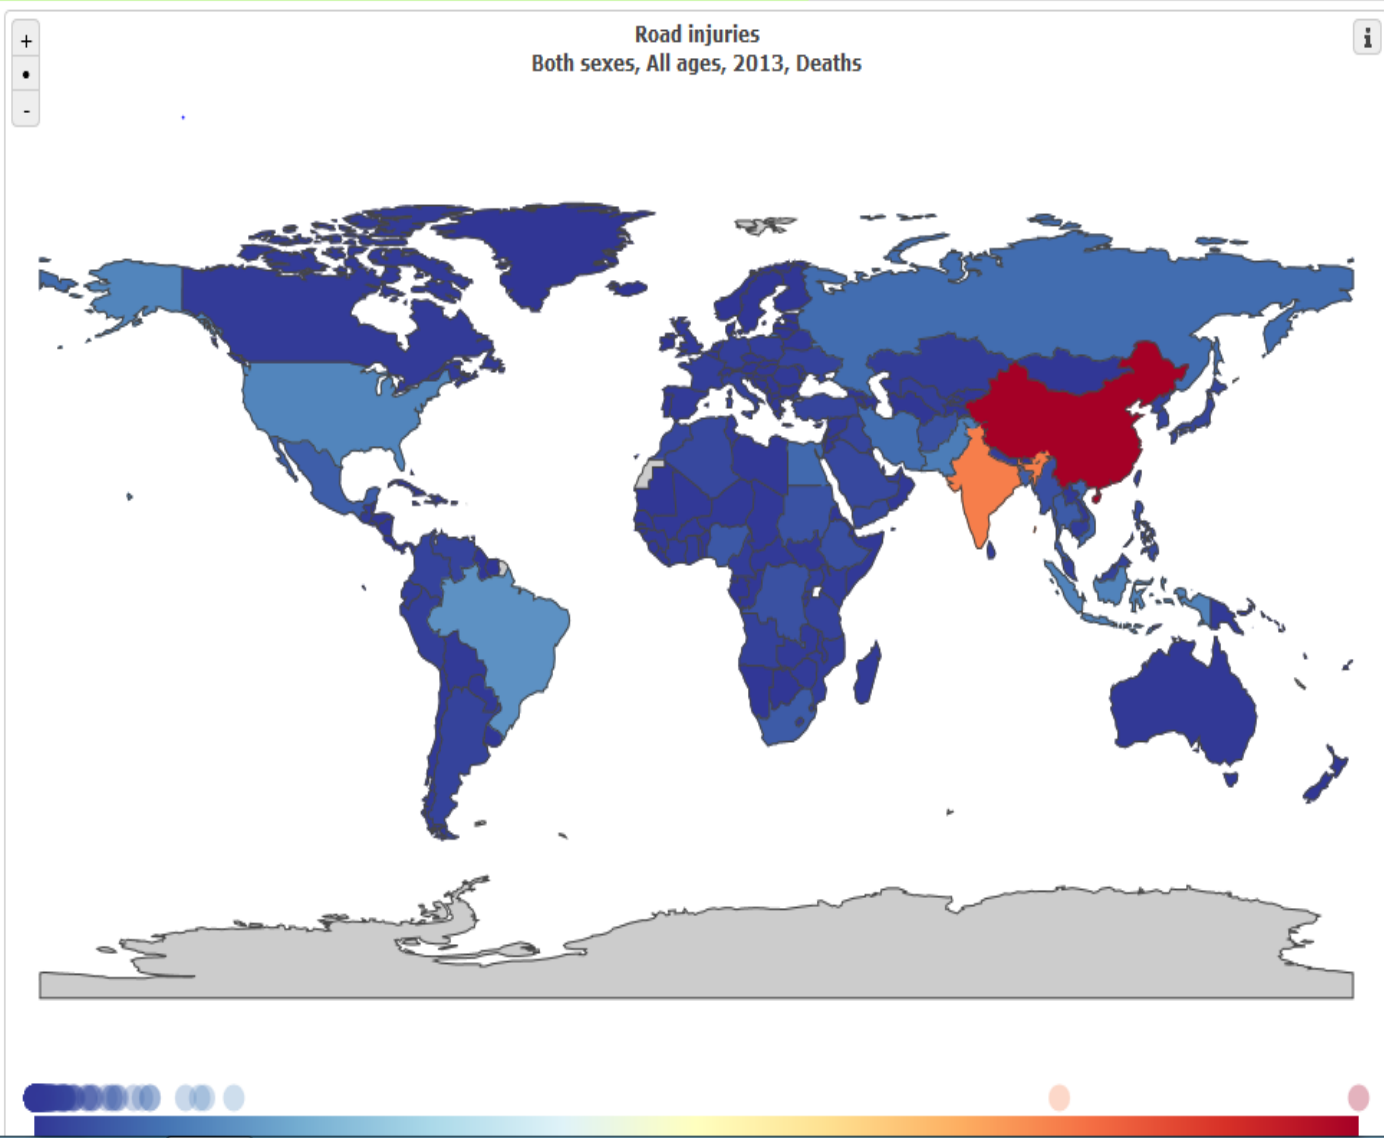 +
Road injuries
i
Both sexes, All ages, 2013, Deaths
-